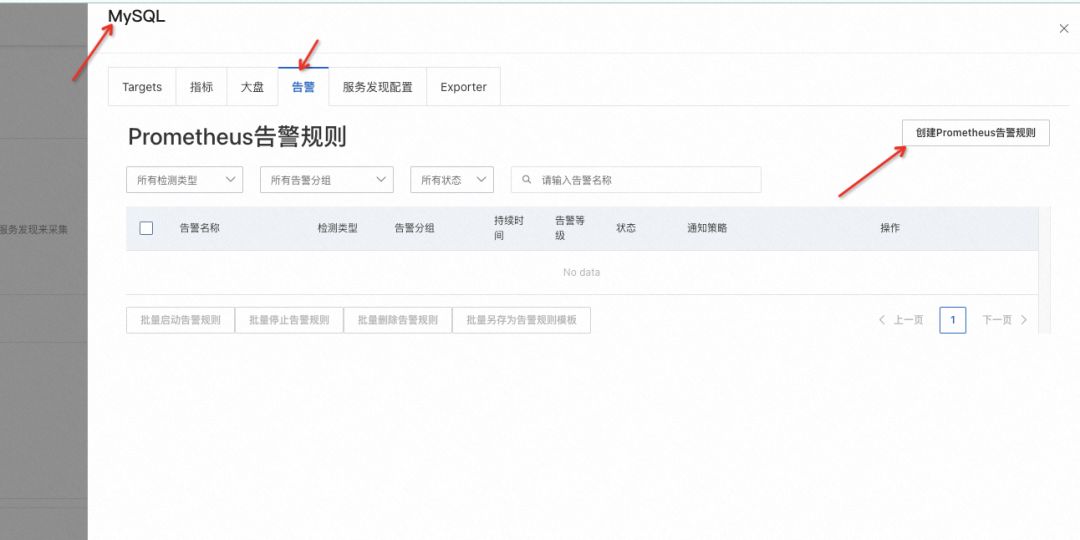 MySQL
Targets 指标 大盘 告警 服务发现配置 Exporter
Prometheus告警规则
创建Prometheus告警规则
所有检测类型 所有告警分组 所有状态 请输入告警名称
服务发现来采集
告警名称 检测类型 告警分组 持续时间 告警等级 状态 通知策略 操作
No data
批量启动告警规则 批量停止告警规则 批量删除告警规则 批量另存为告警规则模板 上一页 1 下一页